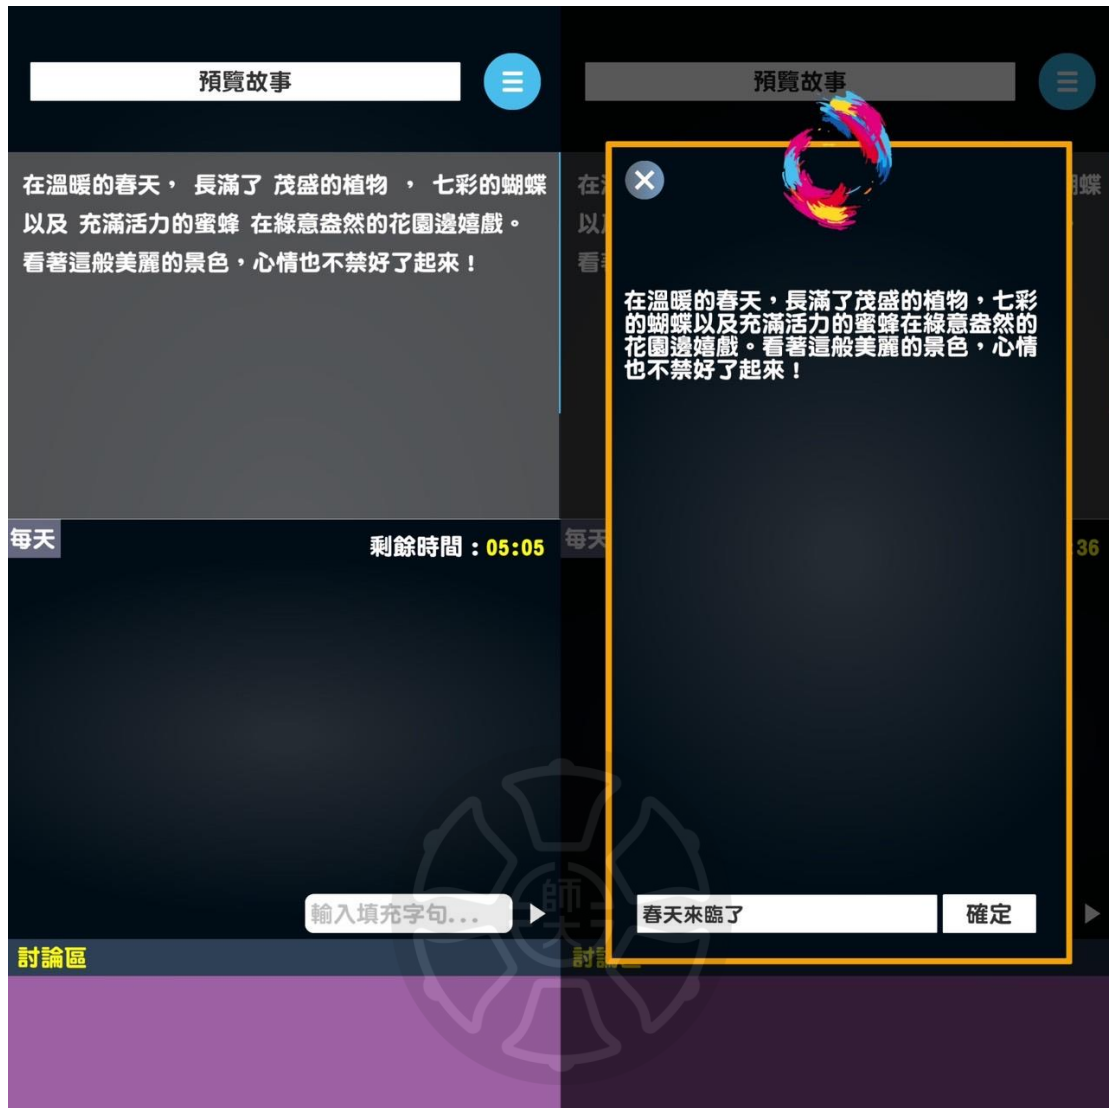 預覽故事
在溫暖的春天， 長滿了 茂盛的植物 ， 七彩的蝴蝶
以及 充滿活力的蜜蜂 在綠意盎然的花園邊嬉戲。
看著這般美麗的景色，心情也不禁好了起來！
每天
剩餘時間：05:05
輸入填充字句...
討論區
預覽故事
在溫暖的春天，長滿了茂盛的植物，七彩
的蝴蝶以及充滿活力的蜜蜂在綠意盎然的
花園邊嬉戲。看著這般美麗的景色，心情
也不禁好了起來！
每天
:36
春天來臨了
確定
師大